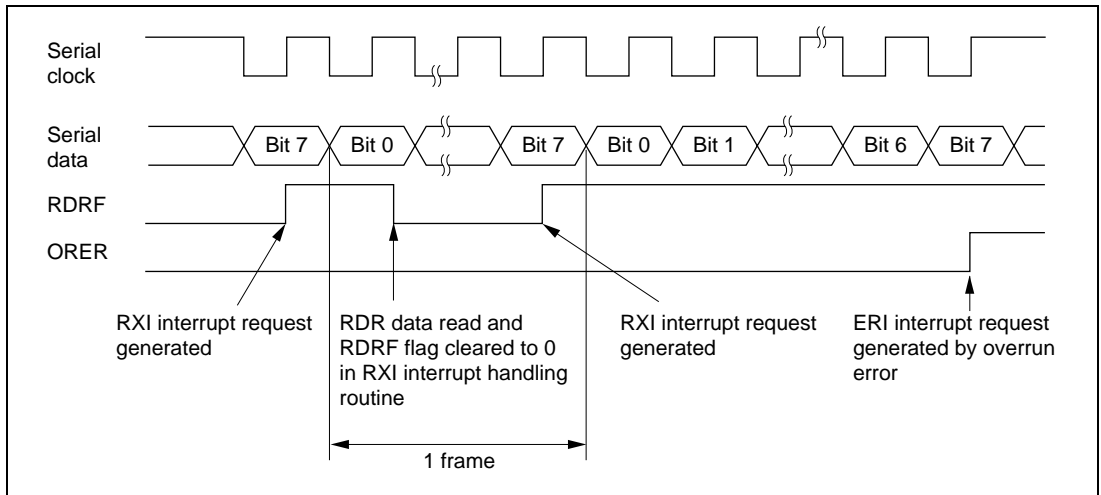 Serial
clock
Serial
data
Bit 7
Bit 0
Bit 7
Bit 0
Bit 1
Bit 6
Bit 7
RDRF
ORER
RXI interrupt request
generated
RDR data read and
RDRF flag cleared to 0
in RXI interrupt handling
routine
RXI interrupt request
generated
ERI interrupt request
generated by overrun
error
1 frame